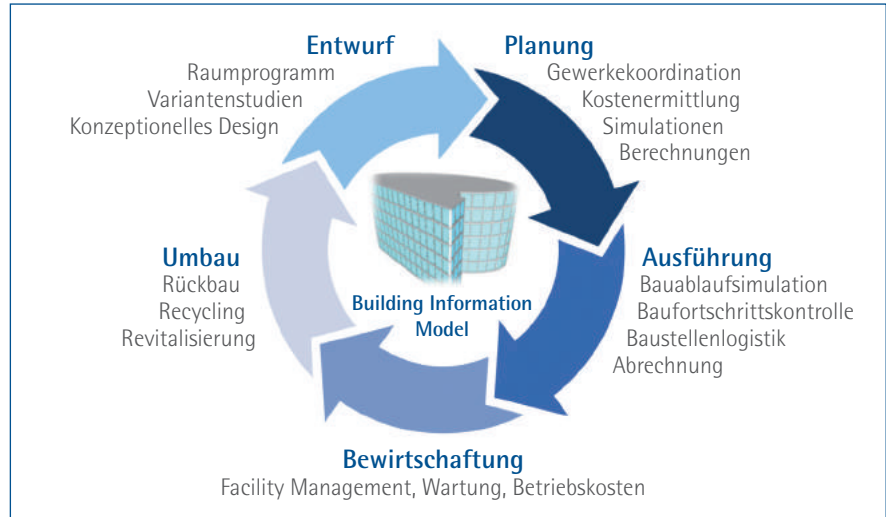 Entwurf
Raumprogramm
Variantenstudien
Konzeptionelles Design
Planung
Gewerkekoordination
Kostenermittlung
Simulationen
Berechnungen
Ausführung
Bauablaufsimulation
Baufortschrittskontrolle
Baustellenlogistik
Abrechnung
Bewirtschaftung
Facility Management, Wartung, Betriebskosten
Umbau
Rückbau
Recycling
Revitalisierung
Building Information
Model